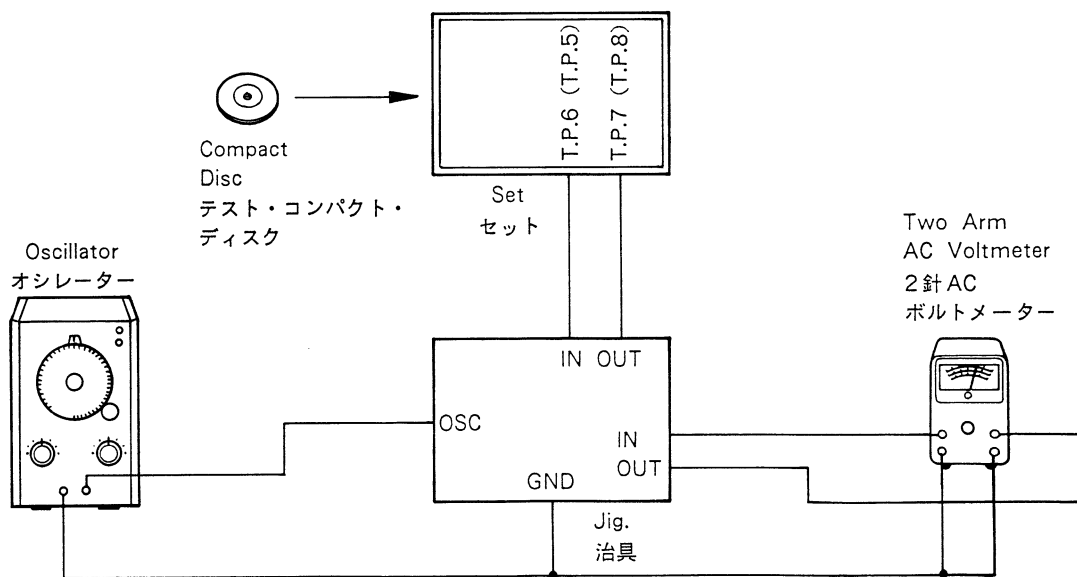 T.P.6 (T.P.5)
T.P.7 (T.P.8)
Compact
Disc
テスト・コンパクト・
ディスク
Set
セット
Oscillator
オシレーター
Two Arm
AC Voltmeter
2針AC
ボルトメーター
IN OUT
OSC
IN
OUT
GND
Jig.
治具